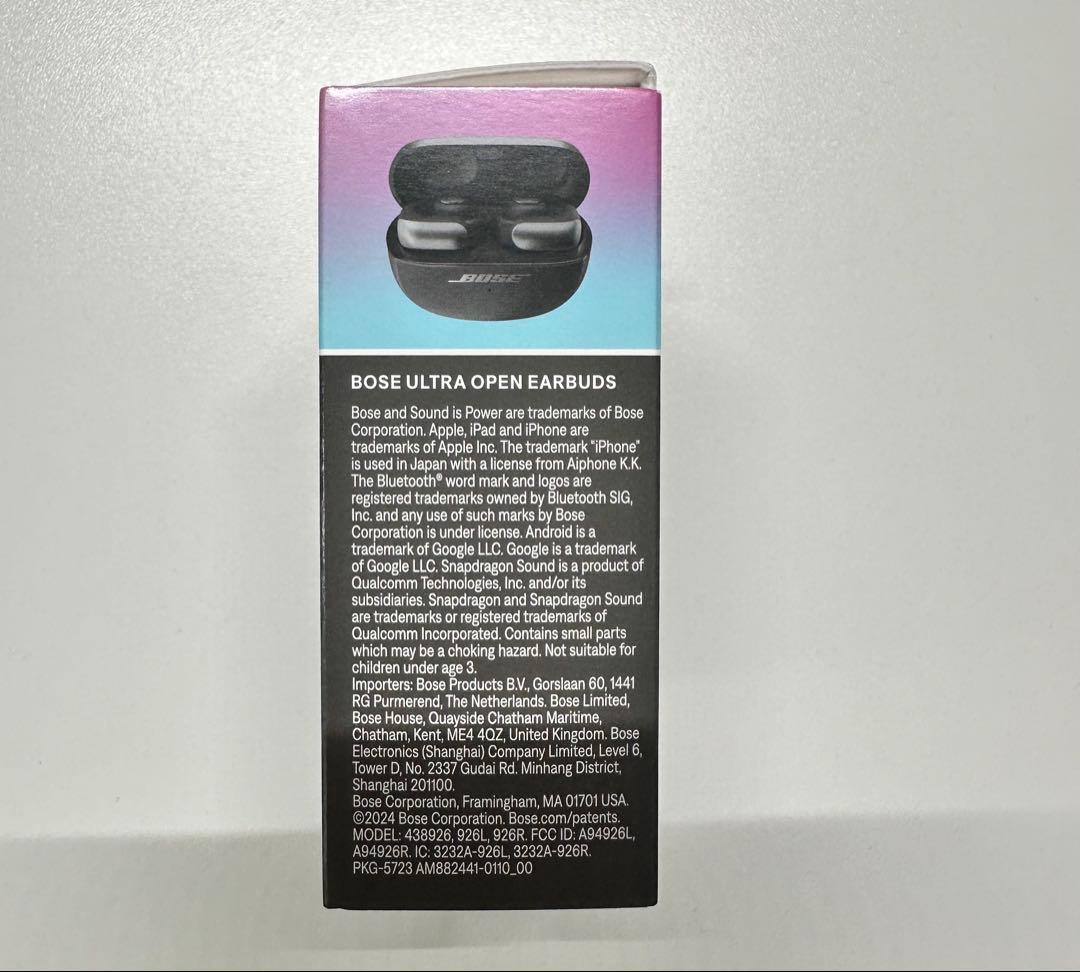 BOSE
BOSE ULTRA OPEN EARBUDS
Bose and Sound is Power are trademarks of Bose
Corporation. Apple, iPad and iPhone are
trademarks of Apple Inc. The trademark "iPhone"
is used in Japan with a license from Aiphone K.K.
The Bluetooth® word mark and logos are
registered trademarks owned by Bluetooth SIG,
Inc. and any use of such marks by Bose
Corporation is under license. Android is a
trademark of Google LLC. Google is a trademark
of Google LLC. Snapdragon Sound is a product of
Qualcomm Technologies, Inc. and/or its
subsidiaries. Snapdragon and Snapdragon Sound
are trademarks or registered trademarks of
Qualcomm Incorporated. Contains small parts
which may be a choking hazard. Not suitable for
children under age 3.
Importers: Bose Products B.V., Gorslaan 60, 1441
RG Purmerend, The Netherlands. Bose Limited,
Bose House, Quayside Chatham Maritime,
Chatham, Kent, ME4 4QZ, United Kingdom. Bose
Electronics (Shanghai) Company Limited, Level 6,
Tower D, No. 2337 Gudai Rd. Minhang District,
Shanghai 201100.
Bose Corporation, Framingham, MA 01701 USA.
©2024 Bose Corporation. Bose.com/patents.
MODEL: 438926, 926L, 926R. FCC ID: A94926L,
A94926R. IC: 3232A-926L, 3232A-926R.
PKG-5723 AM882441-0110_00